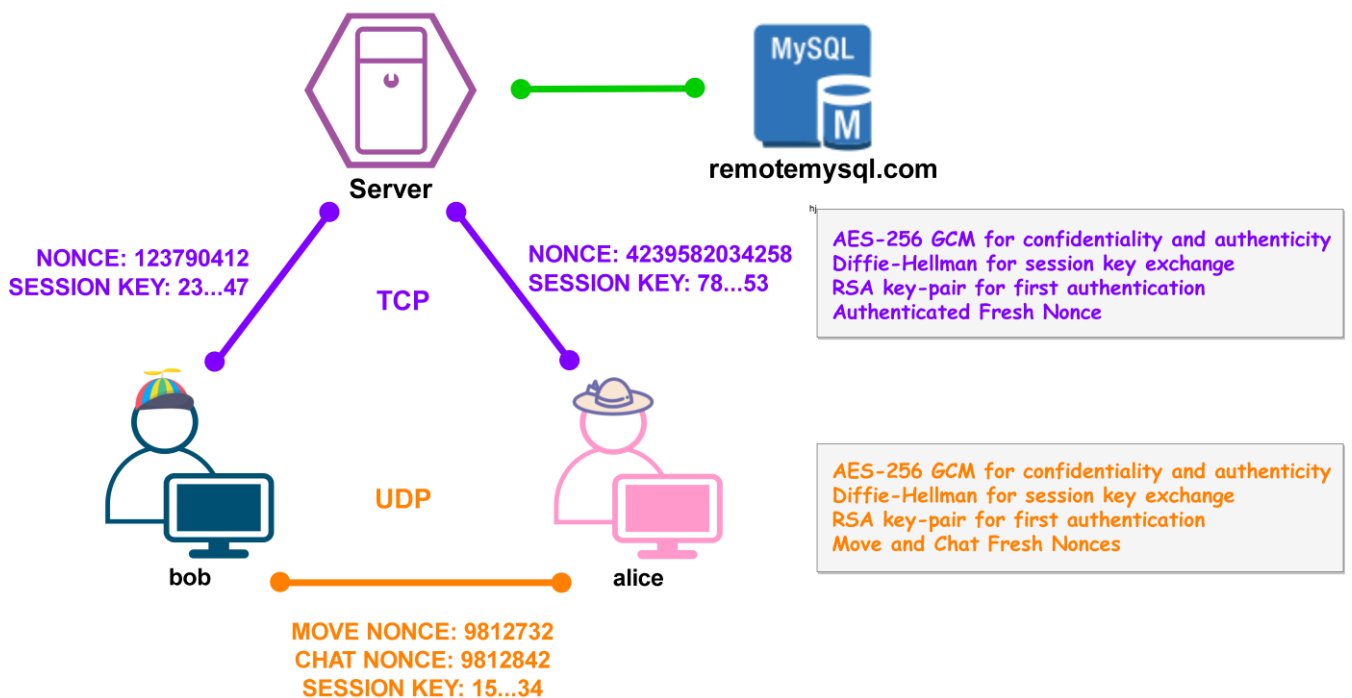 MySQL
M
remotemysql.com
Server
hj
NONCE: 123790412
SESSION KEY: 23...47
NONCE: 4239582034258
SESSION KEY: 78...53
TCP
AES-256 GCM for confidentiality and authenticity
Diffie-Hellman for session key exchange
RSA key-pair for first authentication
Authenticated Fresh Nonce
UDP
AES-256 GCM for confidentiality and authenticity
Diffie-Hellman for session key exchange
RSA key-pair for first authentication
Move and Chat Fresh Nonces
bob
alice
MOVE NONCE: 9812732
CHAT NONCE: 9812842
SESSION KEY: 15...34